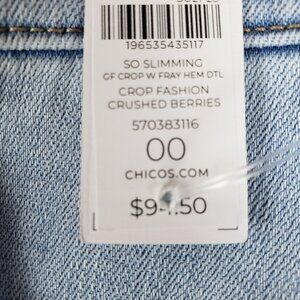 196535435117
SO SLIMMING
GF CROP W FRAY HEM DTL
CROP FASHION
CRUSHED BERRIES
570383116
00
CHICOS.COM